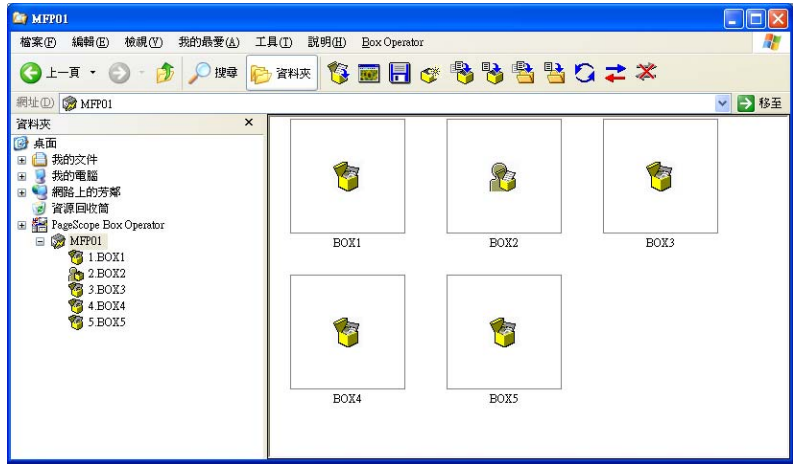 MFP01
檔案(F) 編輯(E) 檢視(V) 我的最愛(A) 工具(I) 說明(H) Box Operator
上一頁 搜尋 資料夾
網址(D) MFP01 移至
資料夾 ×
桌面
我的文件
我的電腦
網路上的芳鄰
資源回收筒
PageScope Box Operator
MFP01
1.BOX1
2.BOX2
3.BOX3
4.BOX4
5.BOX5
BOX1 BOX2 BOX3
BOX4 BOX5